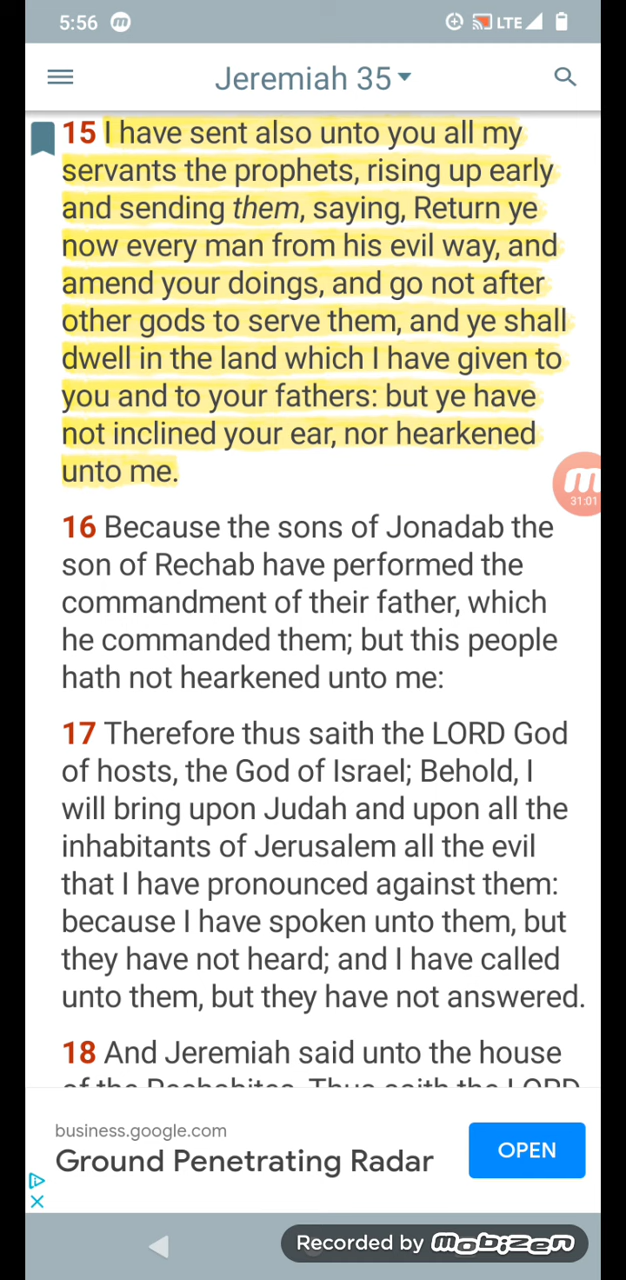 5:56 m LTE
Jeremiah 35
15 I have sent also unto you all my
servants the prophets, rising up early
and sending them, saying, Return ye
now every man from his evil way, and
amend your doings, and go not after
other gods to serve them, and ye shall
dwell in the land which I have given to
you and to your fathers: but ye have
not inclined your ear, nor hearkened
unto me.
m
31:01
16 Because the sons of Jonadab the
son of Rechab have performed the
commandment of their father, which
he commanded them; but this people
hath not hearkened unto me:
17 Therefore thus saith the LORD God
of hosts, the God of Israel; Behold, I
will bring upon Judah and upon all the
inhabitants of Jerusalem all the evil
that I have pronounced against them:
because I have spoken unto them, but
they have not heard; and I have called
unto them, but they have not answered.
18 And Jeremiah said unto the house
of the Rechabites, Thus saith the LORD
business.google.com
Ground Penetrating Radar
OPEN
Recorded by mobizen